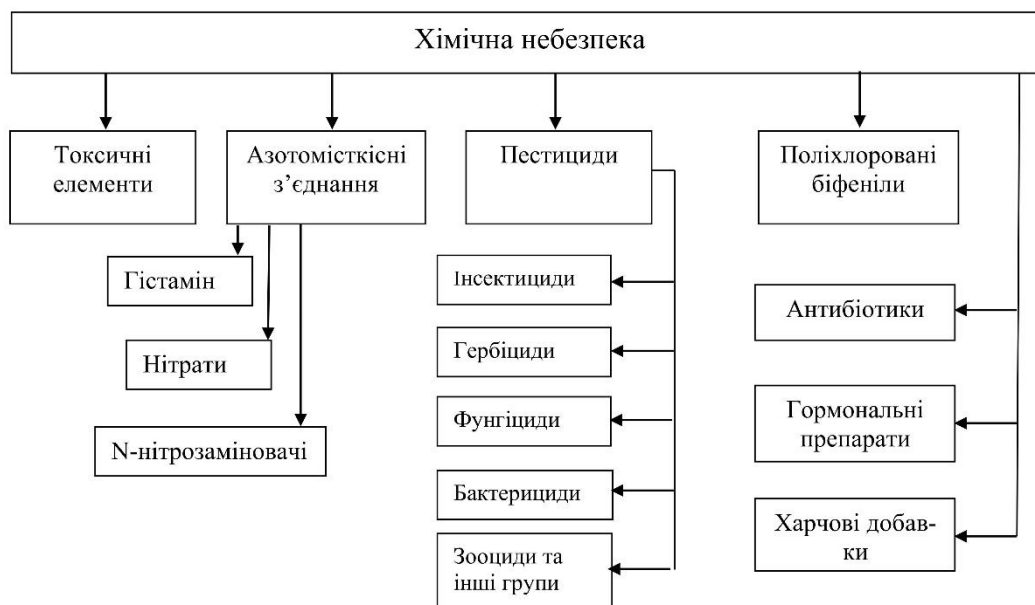 Хімічна небезпека
Токсичні
елементи
Азотомісткісні
з’єднання
Пестициди
Поліхлоровані
біфеніли
Гістамін
Нітрати
N-нітрозаміновачі
Інсектициди
Гербіциди
Фунгіциди
Бактерициди
Зооциди та
інші групи
Антибіотики
Гормональні
препарати
Харчові добав-
ки